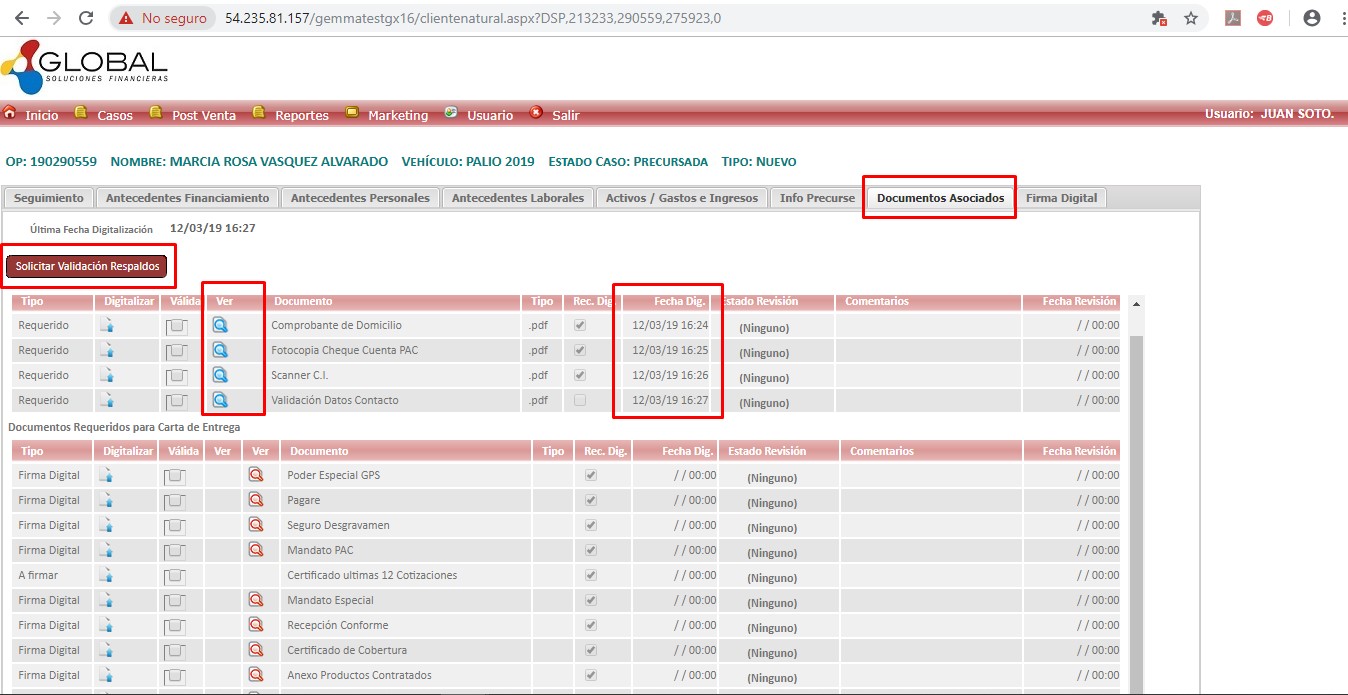 No seguro 54.235.81.157/gemmatestgx16/clientenatural.aspx?DSP,213233,290559,275923,0
GLOBAL
SOLUCIONES FINANCIERAS
Inicio Casos Post Venta Reportes Marketing Usuario Salir Usuario: JUAN SOTO.
OP: 190290559 NOMBRE: MARCIA ROSA VASQUEZ ALVARADO VEHÍCULO: PALIO 2019 ESTADO CASO: PRECURSADA TIPO: NUEVO
Seguimiento Antecedentes Financiamiento Antecedentes Personales Antecedentes Laborales Activos / Gastos e Ingresos Info Precurse Documentos Asociados Firma Digital
Última Fecha Digitalización 12/03/19 16:27
Solicitar Validación Respaldos
Tipo Digitalizar Válida Ver Documento Tipo Rec. Dig. Fecha Dig. Estado Revisión Comentarios Fecha Revisión
Requerido Comprobante de Domicilio .pdf 12/03/19 16:24 (Ninguno) / / 00:00
Requerido Fotocopia Cheque Cuenta PAC .pdf 12/03/19 16:25 (Ninguno) / / 00:00
Requerido Scanner C.I. .pdf 12/03/19 16:26 (Ninguno) / / 00:00
Requerido Validación Datos Contacto .pdf 12/03/19 16:27 (Ninguno) / / 00:00
Documentos Requeridos para Carta de Entrega
Tipo Digitalizar Válida Ver Ver Documento Tipo Rec. Dig. Fecha Dig. Estado Revisión Comentarios Fecha Revisión
Firma Digital Poder Especial GPS / / 00:00 (Ninguno) / / 00:00
Firma Digital Pagare / / 00:00 (Ninguno) / / 00:00
Firma Digital Seguro Desgravamen / / 00:00 (Ninguno) / / 00:00
Firma Digital Mandato PAC / / 00:00 (Ninguno) / / 00:00
A firmar Certificado ultimas 12 Cotizaciones / / 00:00 (Ninguno) / / 00:00
Firma Digital Mandato Especial / / 00:00 (Ninguno) / / 00:00
Firma Digital Recepción Conforme / / 00:00 (Ninguno) / / 00:00
Firma Digital Certificado de Cobertura / / 00:00 (Ninguno) / / 00:00
Firma Digital Anexo Productos Contratados / / 00:00 (Ninguno) / / 00:00